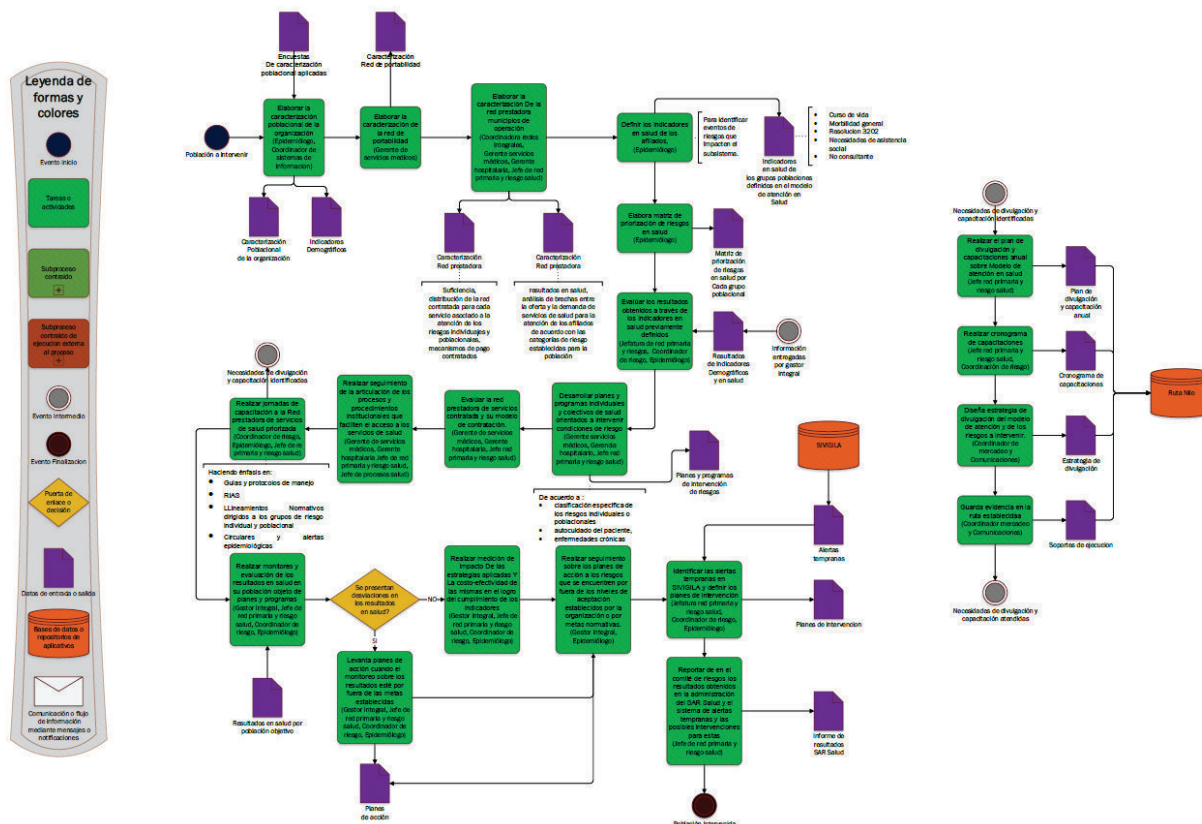 Leyenda de
formas y
colores
Evento inicio
Tareas o
actividades
Subproceso
contenido
Subproceso
contenido de
ejecucion externa
al proceso
Evento Intermedio
Evento Finalizacion
Puerta de
enlace o
decisión
Datos de entrada o salida
Bases de datos o
repositorios de
aplicativos
Comunicación o flujo
de información
mediante mensajes o
notificaciones
Población a intervenir
Encuestas
De caracterización
poblacional aplicadas
Elaborar la
caracterización
poblacional de la
organización
(Epidemiólogo,
Coordinador de
sistemas de
información)
Caracterización
Poblacional
de la organización
Indicadores
Demográficos
Caracterización
Red de portabilidad
Elaborar la
caracterización de
la red de
portabilidad
(Gerente de
servicios médicos)
Elaborar la
caracterización De la
red prestadora
municipios de
operación
(Coordinadora redes
integrales,
Gerente servicios
médicos, Gerente
hospitalaria, Jefe de red
primaria y riesgo salud)
Caracterización
Red prestadora
Suficiencia,
distribución de la red
contratada para cada
servicio asociado a la
atención de los
riesgos individuales y
poblacionales,
mecanismos de pago
contratados
Caracterización
Red prestadora
resultados en salud,
análisis de brechas entre
la oferta y la demanda de
servicios de salud para la
atención de los afiliados de
acuerdo con las
categorías de riesgo
establecidas para la
población
Definir los indicadores
en salud de los
afiliados,
(Epidemiólogo)
Para identificar
eventos de
riesgos que
impacten el
subsistema.
Indicadores
en salud de
los grupos poblaciones
definidos en el modelo
de atención en
Salud
Curso de vida
Morbilidad general
Resolucion 3202
Necesidades de asistencia
social
No consultante
Elabora matriz de
priorización de riesgos
en salud
(Epidemiólogo)
Matriz de
priorización
de riesgos
en salud por
Cada grupo
poblacional
Evaluar los resultados
obtenidos a través de
los indicadores en
salud previamente
definidos
(Jefatura de red primaria
y riesgos, Coordinador
de riesgo, Epidemiólogo)
Resultados
de Indicadores
Demográficos
y en salud
Información
entregadas
por gestor
integral
Desarrollar planes y
programas individuales
y colectivos de salud
orientados a intervenir
condiciones de riesgo
(Gerente servicios
médicos, Gerencia
hospitalario, Jefe de red
primaria y riesgo salud)
Planes y programas
de intervención
de riesgos
De acuerdo a :
clasificación específica de
los riesgos individuales o
poblacionales
autocuidado del paciente,
enfermedades crónicas
Evaluar la red
prestadora de servicios
contratada y su modelo
de contratación.
(Gerente de servicios
médicos, Gerente
hospitalario, Jefe de red
primaria y riesgo salud)
Realizar seguimiento
de la articulación de los
procesos y
procedimientos
institucionales que
faciliten el acceso a los
servicios de salud
(Gerente de servicios
médicos, Gerente
hospitalaria Jefe de red
primaria y riesgo salud,
Jefe de procesos salud)
Necesidades de divulgación
y capacitación identificadas
Realizar jornadas de
capacitación a la Red
prestadora de servicios
de salud priorizada
(Coordinador de riesgo,
Epidemiólogo, Jefe de red
primaria y riesgo salud)
Haciendo énfasis en:
Guías y protocolos de manejo
RIAS
LLineamientos Normativos
dirigidos a los grupos de riesgo
individual y poblacional
Circulares y alertas
epidemiológicas
Realizar monitores y
evaluación de los
resultados en salud en
su población objeto de
planes y programas
(Gestor Integral, Jefe de
red primaria y riesgo
salud, Coordinador de
riesgo, Epidemiólogo)
Resultados en salud por
población objetivo
Se presentan
desviaciones en
los resultados
en salud?
NO
SI
Levanta planes de
acción cuando el
monitoreo sobre los
resultados esté por
fuera de las metas
establecidas
(Gestor integral, Jefe de
red primaria y riesgo
salud, Coordinador de
riesgo, Epidemiólogo)
Planes
de acción
Realizar medición de
impacto De las
estrategias aplicadas Y
La costo-efectividad de
las mismas en el logro
del cumplimiento de los
indicadores
(Gestor integral, Jefe de
red primaria y riesgo
salud, Coordinador de
riesgo, Epidemiólogo)
Realizar seguimiento
sobre los planes de
acción a los riesgos
que se encuentren por
fuera de los niveles de
aceptación establecidos
por la organización o por
metas normativas.
(Gestor integral,
Epidemiólogo)
SIVIGILA
Alertas
tempranas
Identificar las alertas
tempranas en
SIVIGILA y definir los
planes de intervención
(Jefatura red primaria y
riesgo salud,
Coordinador de riesgo,
Epidemiólogo)
Planes de intervencion
Reportar de en el
comité de riesgos los
resultados obtenidos
en la administración
del SAR Salud y el
sistema de alertas
tempranas y las
posibles intervenciones
para estas
(Jefe de red primaria y
riesgo salud)
Informe de
resultados
SAR Salud
Población Intervenida
Necesidades de divulgación y
capacitación identificadas
Realizar el plan de
divulgación y
capacitaciones anual
sobre Modelo de
atención en salud
(Jefe red primaria y
riesgo salud)
Plan de
divulgación
y capacitación
anual
Realizar cronograma
de capacitaciones
(Jefe red primaria y
riesgo salud,
Coordinación de riesgo)
Cronograma de
capacitaciones
Diseña estrategia de
divulgación del modelo
de atención y de los
riesgos a intervenir.
(Coordinador de
mercadeo y
Comunicaciones)
Estrategia de
divulgación
Guarda evidencia en la
ruta establecida
(Coordinador mercadeo
y Comunicaciones)
Soportes de ejecucion
Necesidades de divulgación y
capacitación atendidas
Ruta Nilo